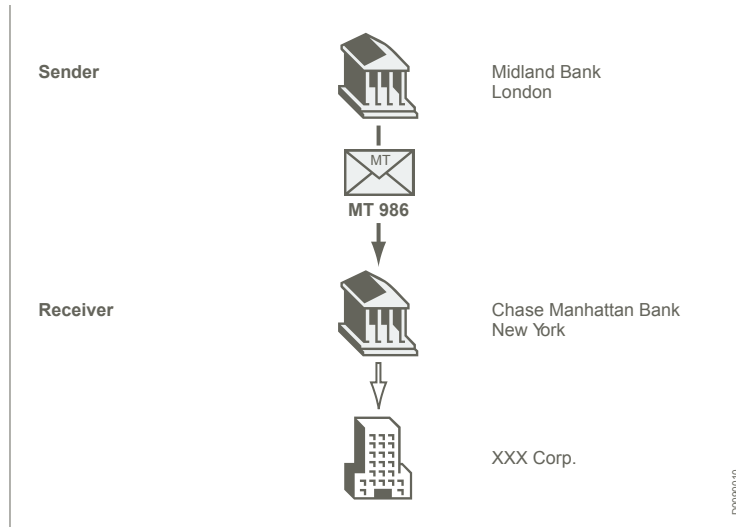 Sender
Midland Bank
London
MT
MT 986
Receiver
Chase Manhattan Bank
New York
XXX Corp.